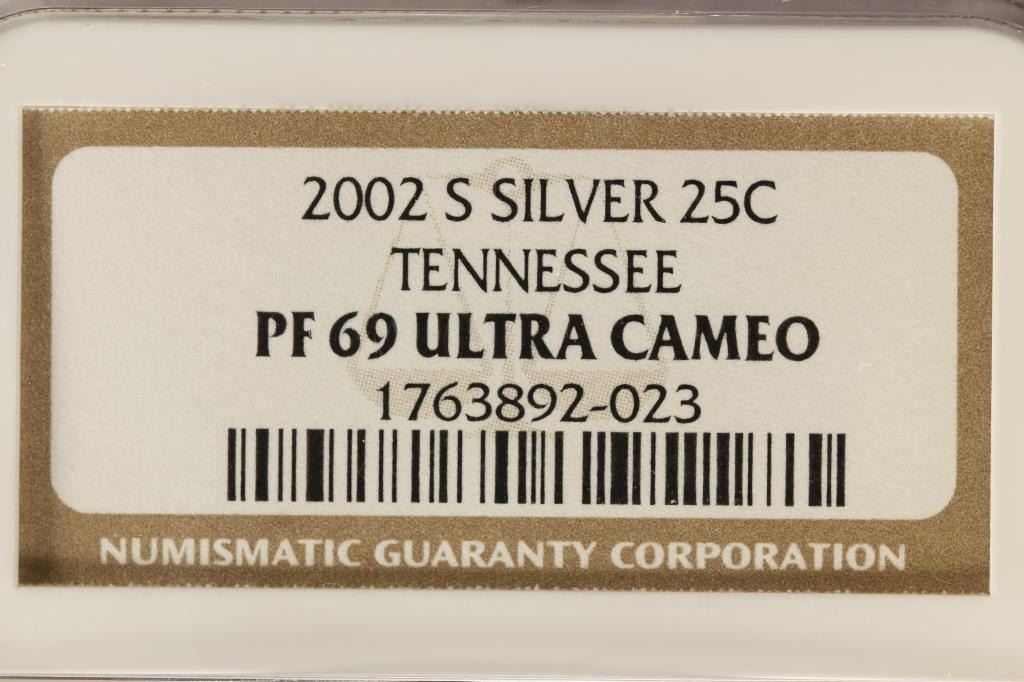 2002 S SILVER 25C
TENNESSEE
PF 69 ULTRA CAMEO
1763892-023
NUMISMATIC GUARANTY CORPORATION